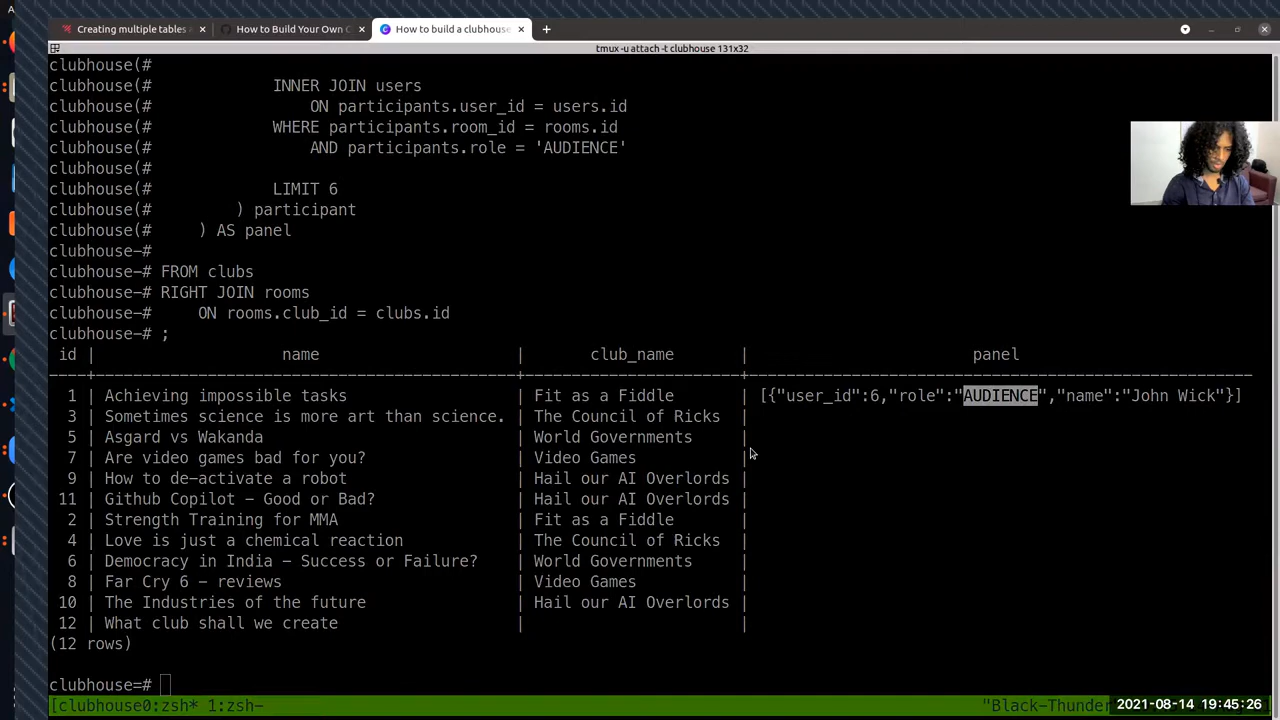 Creating multiple tables
How to Build Your Own C
How to build a clubhouse
tmux -u attach -t clubhouse 131x32
clubhouse(#
clubhouse(# INNER JOIN users
clubhouse(# ON participants.user_id = users.id
clubhouse(# WHERE participants.room_id = rooms.id
clubhouse(# AND participants.role = 'AUDIENCE'
clubhouse(#
clubhouse(# LIMIT 6
clubhouse(# ) participant
clubhouse(# ) AS panel
clubhouse-#
clubhouse-# FROM clubs
clubhouse-# RIGHT JOIN rooms
clubhouse-# ON rooms.club_id = clubs.id
clubhouse-# ;
id | name | club_name | panel
1 | Achieving impossible tasks | Fit as a Fiddle | [{"user_id":6,"role":"AUDIENCE","name":"John Wick"}]
3 | Sometimes science is more art than science. | The Council of Ricks |
5 | Asgard vs Wakanda | World Governments |
7 | Are video games bad for you? | Video Games |
9 | How to de-activate a robot | Hail our AI Overlords |
11 | Github Copilot - Good or Bad? | Hail our AI Overlords |
2 | Strength Training for MMA | Fit as a Fiddle |
4 | Love is just a chemical reaction | The Council of Ricks |
6 | Democracy in India - Success or Failure? | World Governments |
8 | Far Cry 6 - reviews | Video Games |
10 | The Industries of the future | Hail our AI Overlords |
12 | What club shall we create | |
(12 rows)
clubhouse=#
[clubhouse0:zsh* 1:zsh- "Black-Thunder 2021-08-14 19:45:26